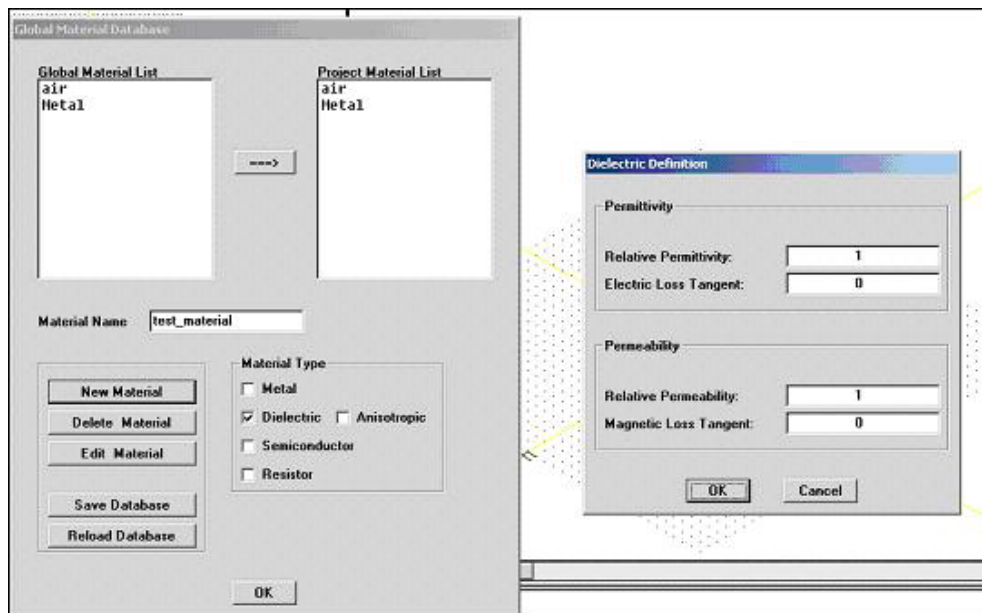 Global Material Database
Global Material List
air
Metal
--->
Project Material List
air
Metal
Material Name test_material
New Material
Delete Material
Edit Material
Save Database
Reload Database
Material Type
Metal
Dielectric Anisotropic
Semiconductor
Resistor
OK
Dielectric Definition
Permittivity
Relative Permittivity: 1
Electric Loss Tangent: 0
Permeability
Relative Permeability: 1
Magnetic Loss Tangent: 0
OK Cancel